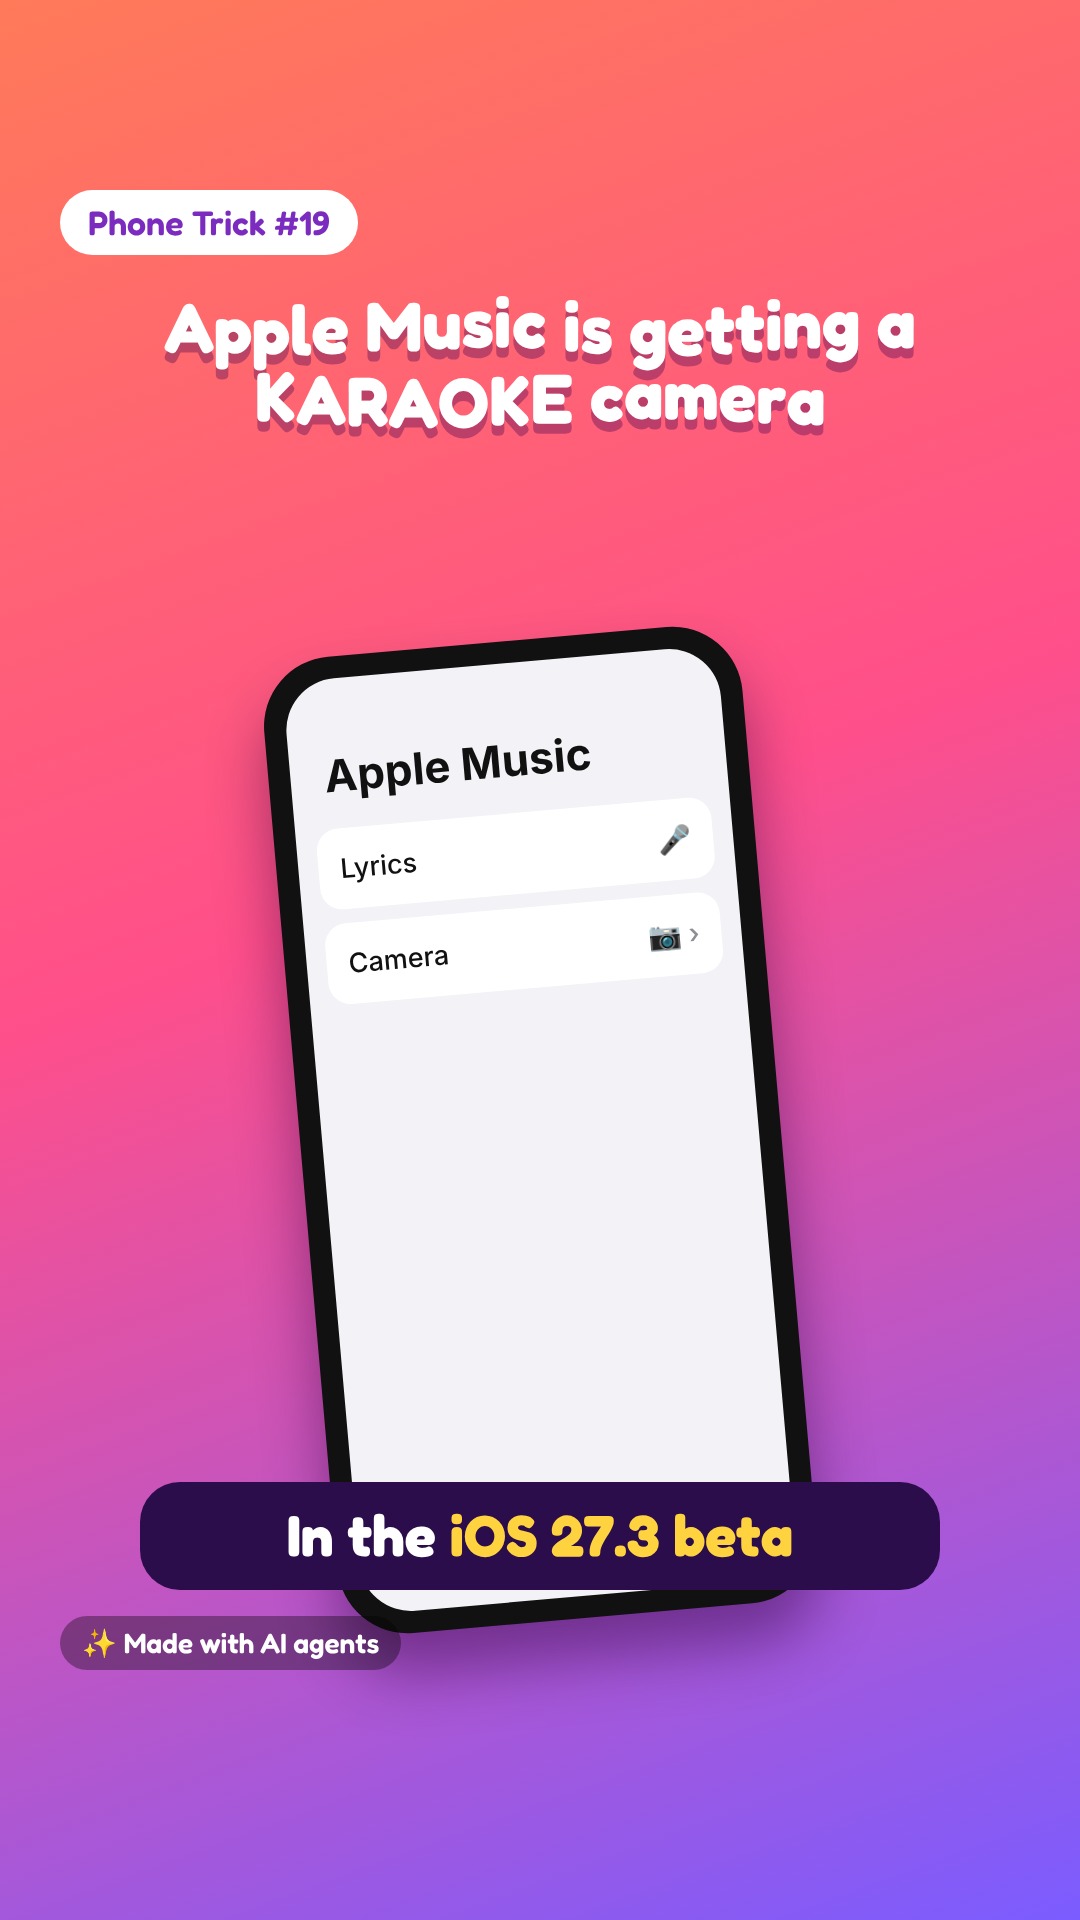 Phone Trick #19
Apple Music is getting a
KARAOKE camera
Apple Music
Lyrics 🎤
Camera 📷 ›
In the iOS 27.3 beta
✨ Made with AI agents